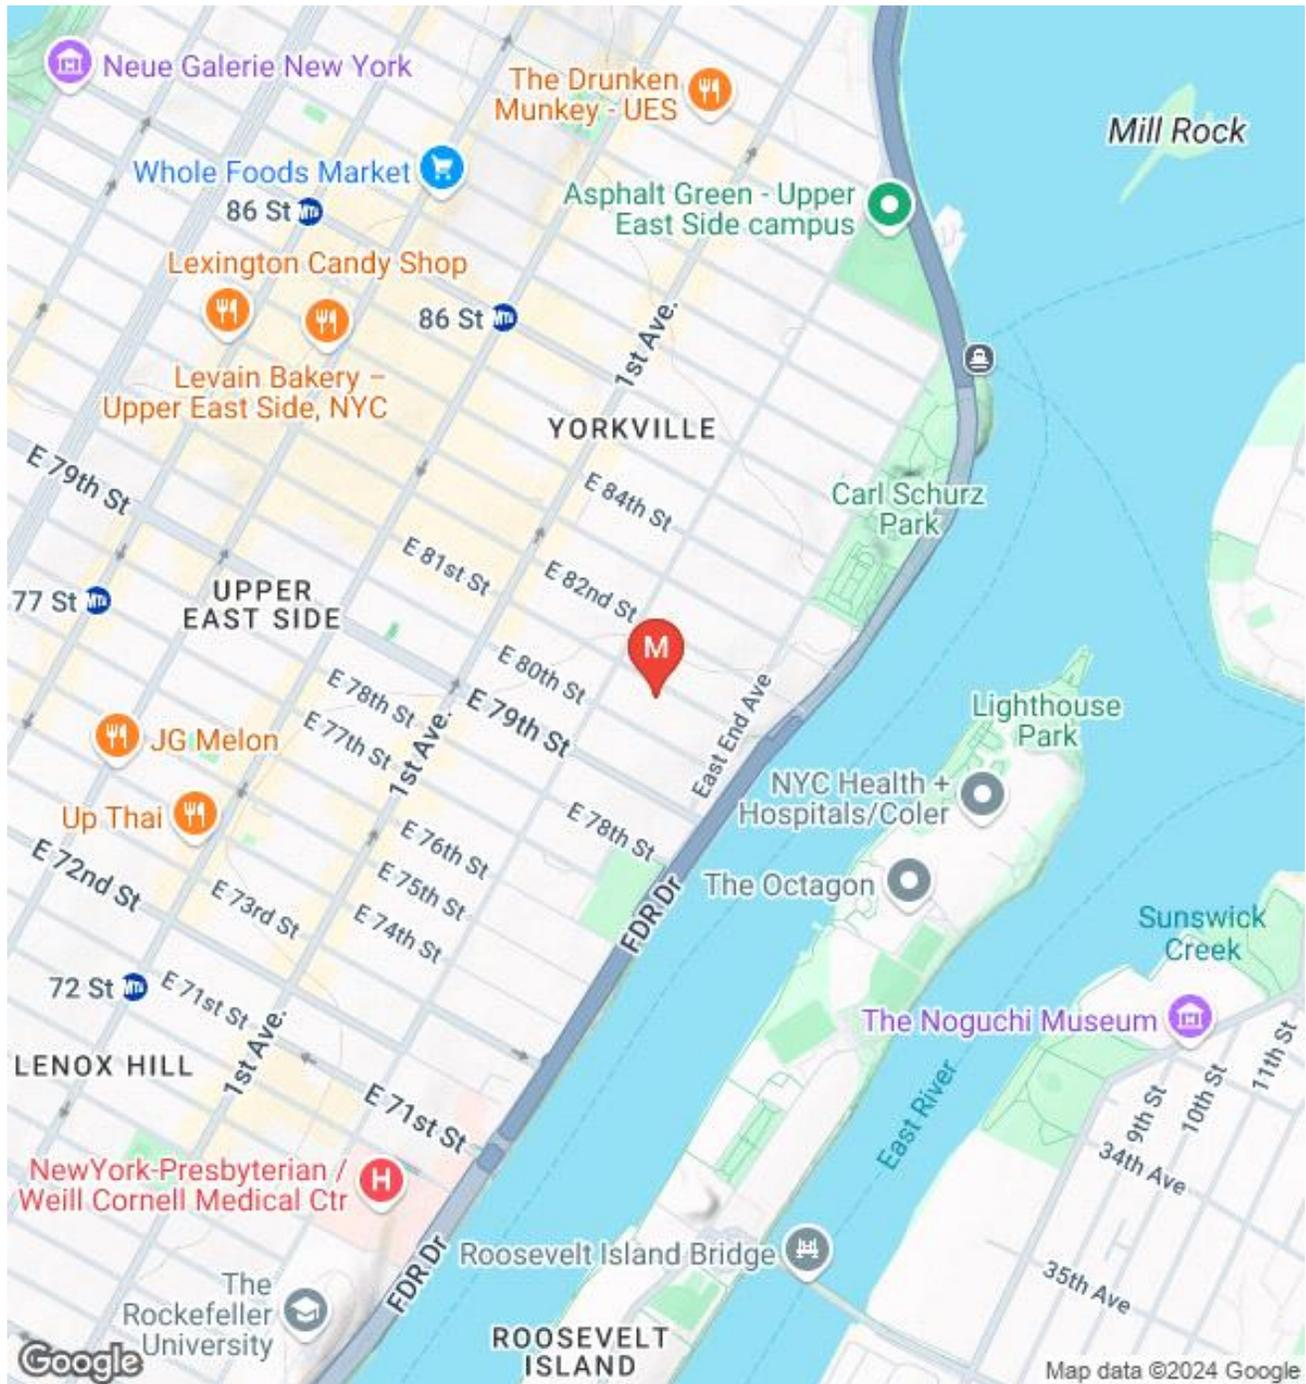 Neue Galerie New York
The Drunken
Munkey - UES
Mill Rock
Whole Foods Market
86 St
Asphalt Green - Upper
East Side campus
Lexington Candy Shop
86 St
1st Ave.
Levain Bakery –
Upper East Side, NYC
YORKVILLE
E 79th St
E 84th St
Carl Schurz
Park
E 81st St
E 82nd St
77 St
UPPER
EAST SIDE
M
E 80th St
E 78th St
E 79th St
East End Ave
Lighthouse
Park
E 77th St
1st Ave.
JG Melon
NYC Health +
Hospitals/Coler
Up Thai
E 78th St
E 76th St
E 72nd St
E 75th St
The Octagon
E 73rd St
E 74th St
FDR Dr
Sunswick
Creek
72 St
E 71st St
The Noguchi Museum
1st Ave.
LENOX HILL
11th St
10th St
9th St
E 71st St
East River
34th Ave
NewYork-Presbyterian /
Weill Cornell Medical Ctr
H
FDR Dr
Roosevelt Island Bridge
35th Ave
The
Rockefeller
University
ROOSEVELT
ISLAND
Google
Map data ©2024 Google